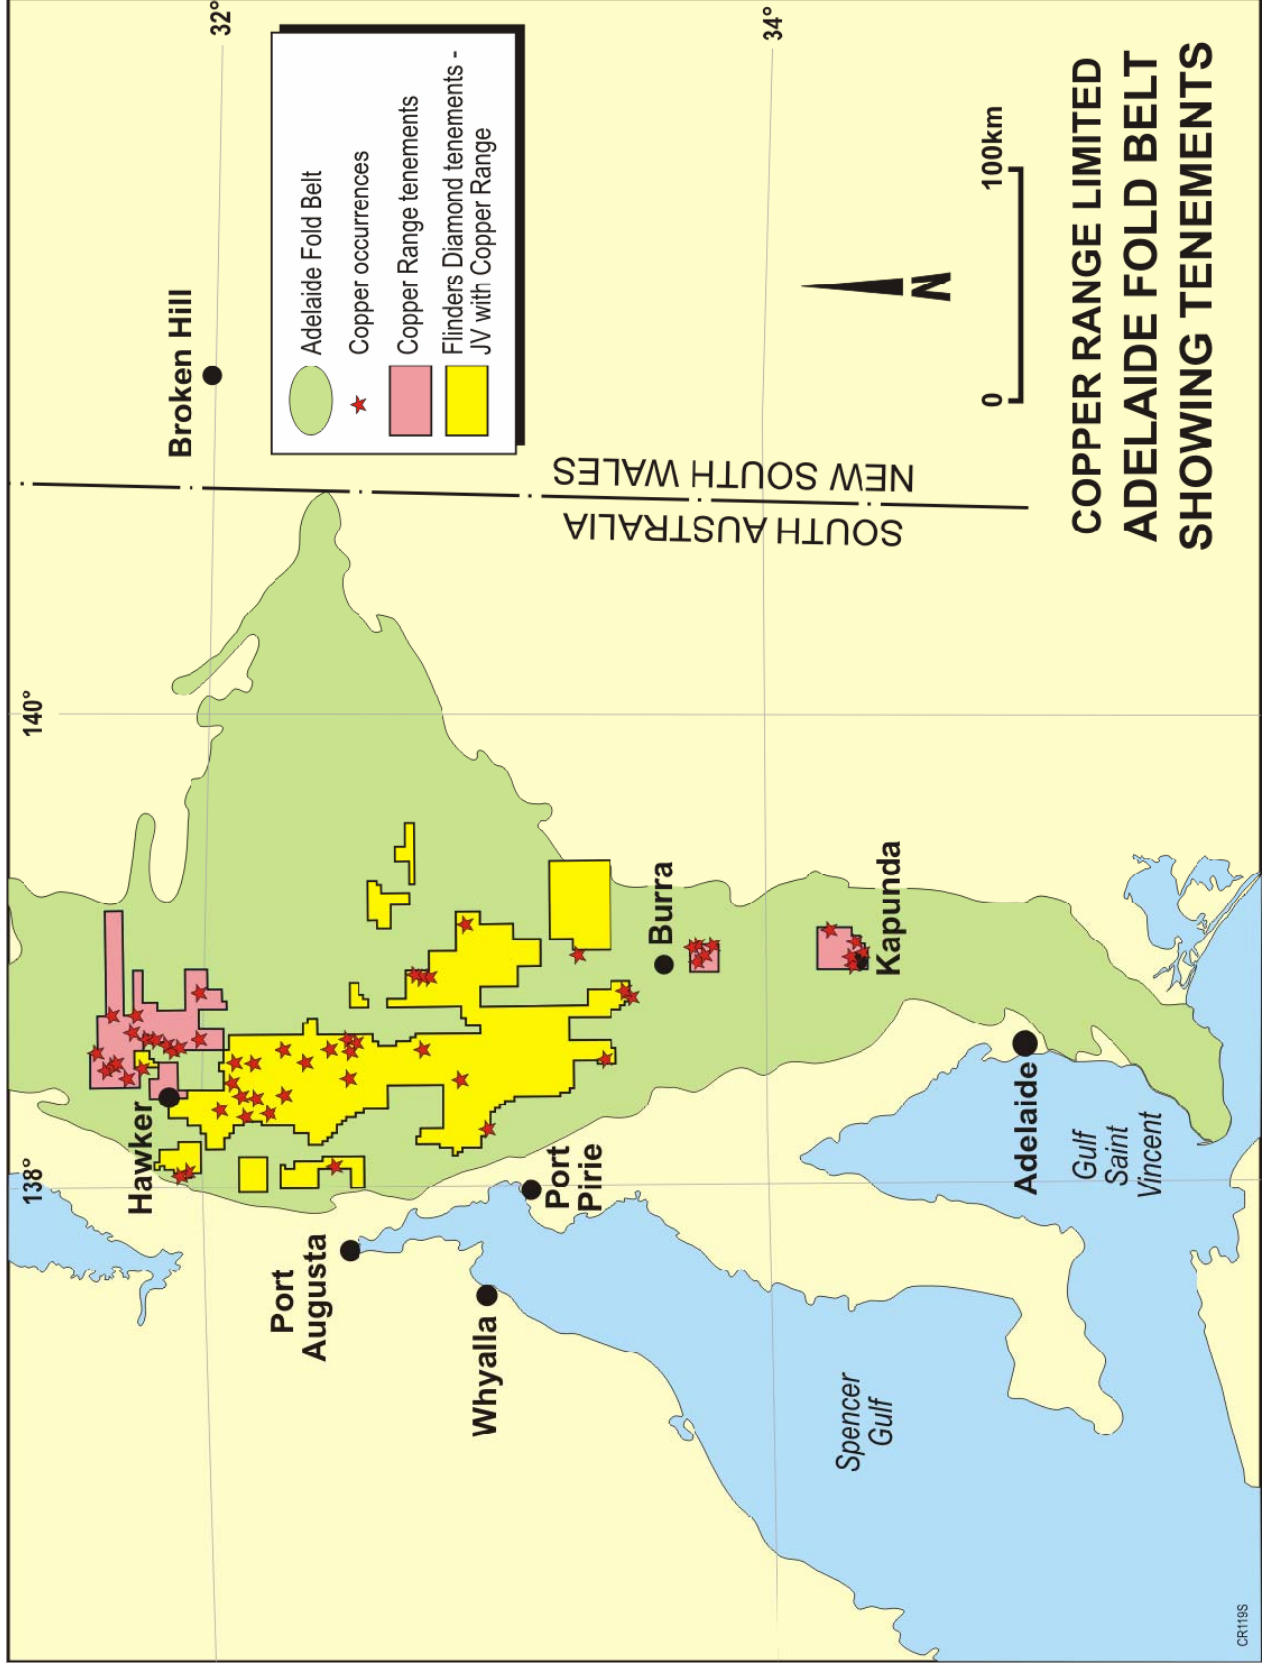 32°
34°
140°
138°
Broken Hill
Adelaide Fold Belt
Copper occurrences
Copper Range tenements
Flinders Diamond tenements -
JV with Copper Range
NEW SOUTH WALES
SOUTH AUSTRALIA
N
0
100km
COPPER RANGE LIMITED
ADELAIDE FOLD BELT
SHOWING TENEMENTS
Hawker
Port
Augusta
Whyalla
Port
Pirie
Burra
Kapunda
Adelaide
Gulf
Saint
Vincent
Spencer
Gulf
CR119S